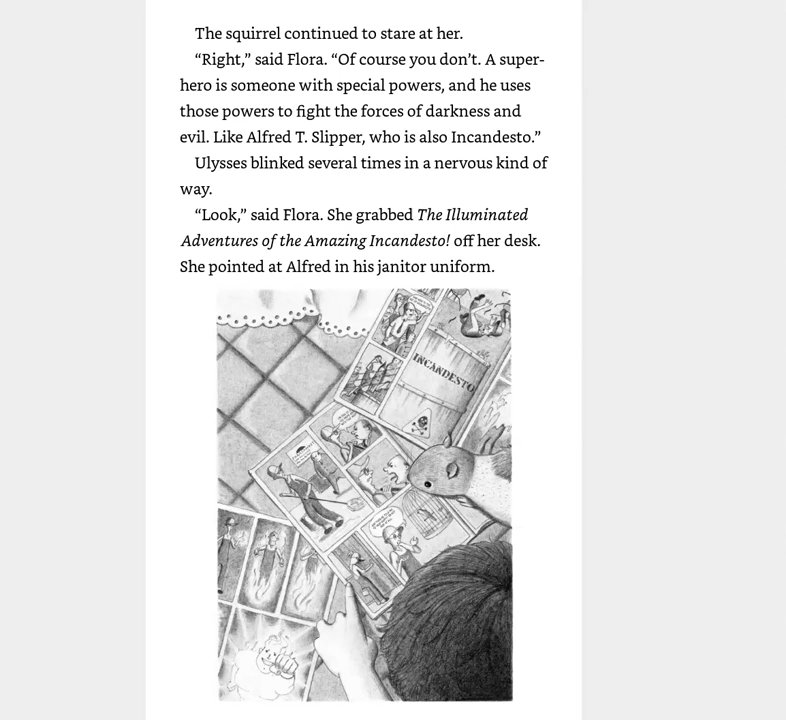 The squirrel continued to stare at her.
“Right,” said Flora. “Of course you don’t. A super-
hero is someone with special powers, and he uses
those powers to fight the forces of darkness and
evil. Like Alfred T. Slipper, who is also Incandesto.”
Ulysses blinked several times in a nervous kind of
way.
“Look,” said Flora. She grabbed The Illuminated
Adventures of the Amazing Incandesto! off her desk.
She pointed at Alfred in his janitor uniform.
INCANDESTO